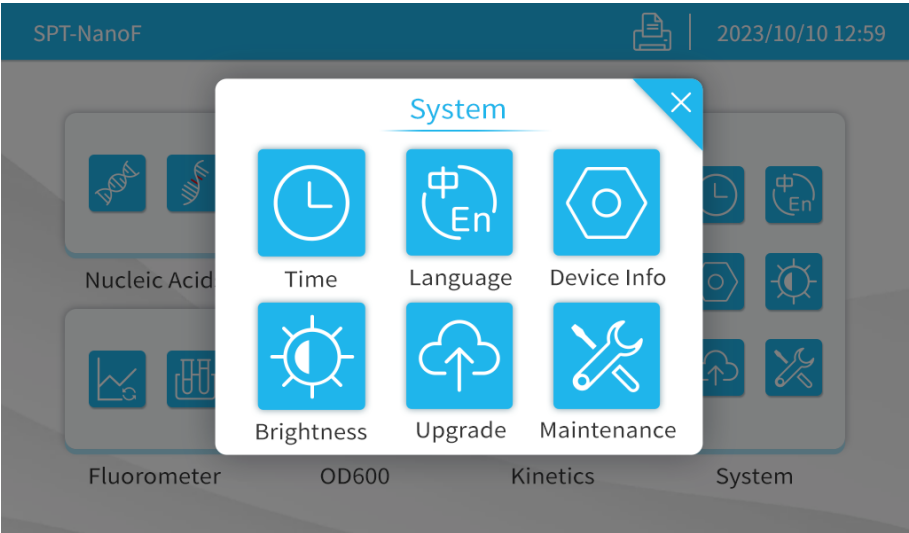 SPT-NanoF
2023/10/10 12:59
System
中
En
Time
Language
Device Info
Brightness
Upgrade
Maintenance
中
En
Nucleic Acid
Fluorometer
OD600
Kinetics
System